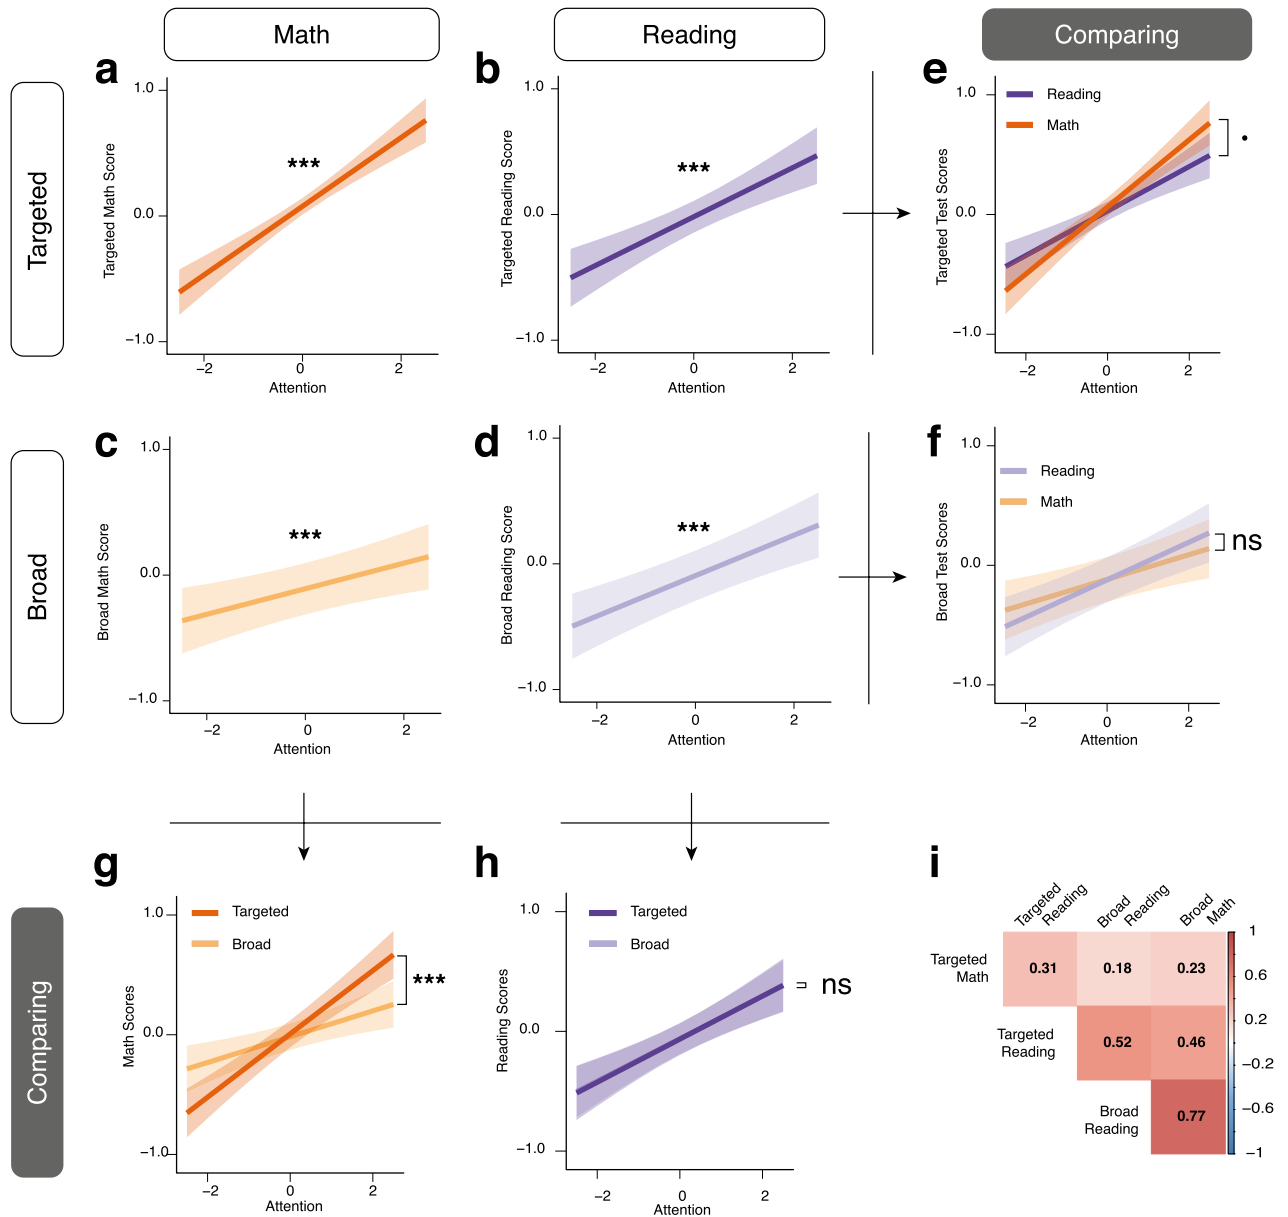 Math
Reading
Comparing
Targeted
Broad
Comparing
a
1.0
0.0
−1.0
Targeted Math Score
***
−2
0
2
Attention
b
1.0
0.0
−1.0
Targeted Reading Score
***
−2
0
2
Attention
e
1.0
0.0
−1.0
Targeted Test Scores
Reading
Math
•
−2
0
2
Attention
c
1.0
0.0
−1.0
Broad Math Score
***
−2
0
2
Attention
d
1.0
0.0
−1.0
Broad Reading Score
***
−2
0
2
Attention
f
1.0
0.0
−1.0
Broad Test Scores
Reading
Math
ns
−2
0
2
Attention
g
1.0
0.0
−1.0
Math Scores
Targeted
Broad
***
−2
0
2
Attention
h
1.0
0.0
−1.0
Reading Scores
Targeted
Broad
ns
−2
0
2
Attention
i
Targeted
Reading
Broad
Reading
Broad
Math
Targeted
Math
0.31
0.18
0.23
Targeted
Reading
0.52
0.46
Broad
Reading
0.77
1
0.6
0.2
−0.2
−0.6
−1